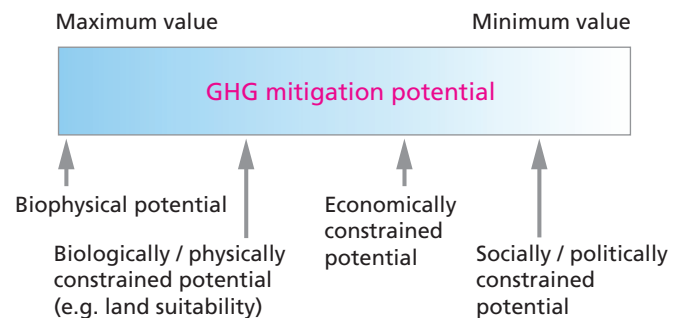 Maximum value
Minimum value
GHG mitigation potential
Biophysical potential
Biologically / physically
constrained potential
(e.g. land suitability)
Economically
constrained
potential
Socially / politically
constrained
potential